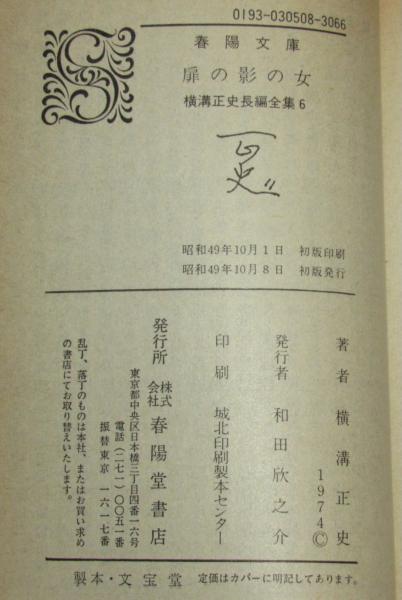 0193-030508-3066
春陽文庫
扉の影の女
横溝正史長編全集6
正史
昭和49年10月1日 初版印刷
昭和49年10月8日 初版発行
著者 横溝正史
1974©
発行者 和田欣之介
印刷 城北印刷製本センター
発行所 株式会社 春陽堂書店
東京都中央区日本橋三丁目四番一六号
電話(二七一)〇〇五一番
振替東京 一六一七番
乱丁、落丁のものは本社、またはお買い求め
の書店にてお取り替えいたします。
製本・文宝堂 定価はカバーに明記してあります。